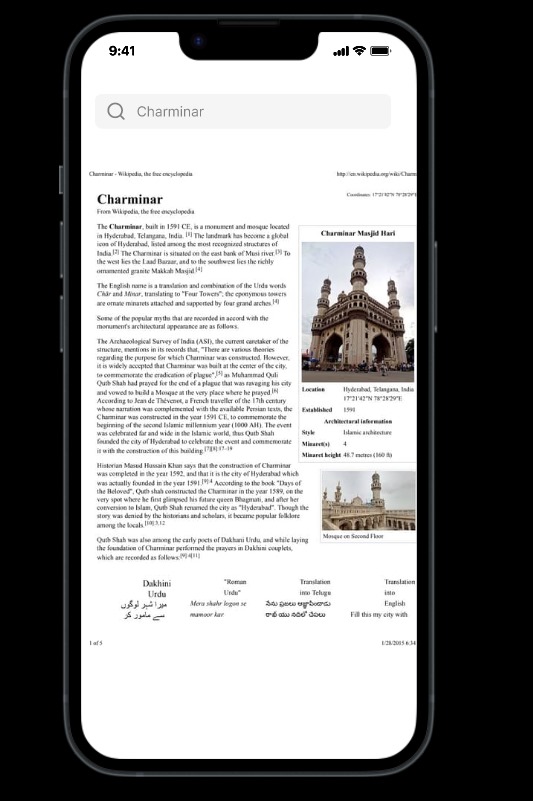 9:41
Charminar
Charminar - Wikipedia, the free encyclopedia
http://en.wikipedia.org/wiki/Charm
Coordinates: 17°21′42″N 78°28′29″E
Charminar
From Wikipedia, the free encyclopedia
The Charminar, built in 1591 CE, is a monument and mosque located
in Hyderabad, Telangana, India. [1] The landmark has become a global
icon of Hyderabad, listed among the most recognized structures of
India.[2] The Charminar is situated on the east bank of Musi river.[3] To
the west lies the Laad Bazaar, and to the southwest lies the richly
ornamented granite Makkah Masjid.[4]
The English name is a translation and combination of the Urdu words
Chār and Minar, translating to "Four Towers"; the eponymous towers
are ornate minarets attached and supported by four grand arches.[4]
Some of the popular myths that are recorded in accord with the
monument's architectural appearance are as follows.
The Archaeological Survey of India (ASI), the current caretaker of the
structure, mentions in its records that, "There are various theories
regarding the purpose for which Charminar was constructed. However,
it is widely accepted that Charminar was built at the center of the city,
to commemorate the eradication of plague",[5] as Muhammad Quli
Qutb Shah had prayed for the end of a plague that was ravaging his city
and vowed to build a Mosque at the very place where he prayed.[6]
According to Jean de Thévenot, a French traveller of the 17th century
whose narration was complemented with the available Persian texts, the
Charminar was constructed in the year 1591 CE, to commemorate the
beginning of the second Islamic millennium year (1000 AH). The event
was celebrated far and wide in the Islamic world, thus Qutb Shah
founded the city of Hyderabad to celebrate the event and commemorate
it with the construction of this building.[7][8]:17–19
Historian Masud Hussain Khan says that the construction of Charminar
was completed in the year 1592, and that it is the city of Hyderabad which
was actually founded in the year 1591.[9]:4 According to the book "Days of
the Beloved", Qutb shah constructed the Charminar in the year 1589, on the
very spot where he first glimpsed his future queen Bhagmati, and after her
conversion to Islam, Qutb Shah renamed the city as "Hyderabad". Though the
story was denied by the historians and scholars, it became popular folklore
among the locals.[10]:3,12
Qutb Shah was also among the early poets of Dakhani Urdu, and while laying
the foundation of Charminar performed the prayers in Dakhini couplets,
which are recorded as follows:[9]:4[11]
Charminar Masjid Hari
Location Hyderabad, Telangana, India
17°21′42″N 78°28′29″E
Established 1591
Architectural information
Style Islamic architecture
Minaret(s) 4
Minaret height 48.7 metres (160 ft)
Mosque on Second Floor
Dakhini "Roman Translation Translation
Urdu Urdu" into Telugu into
میرا شہر لوگوں Mera shahr logon se నేను ప్రజలు ఆజ్ఞాపించాడు English
سے مامور کر mamoor kar రాబ్ యు నదిలో చేపలు Fill this my city with
1 of 5
1/28/2015 6:34